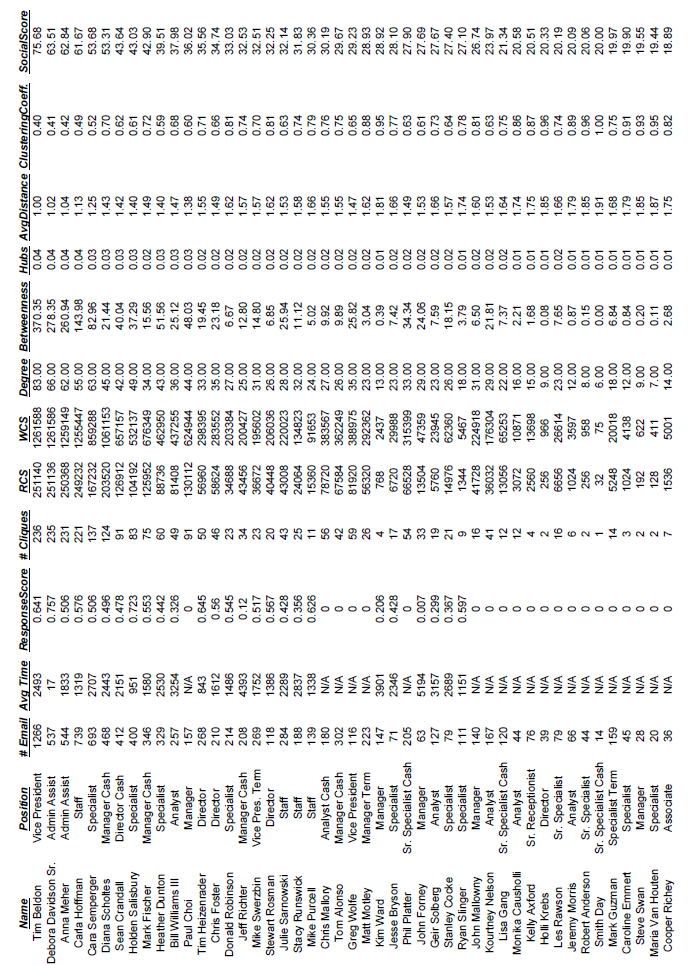 Name Position # Email Avg Time ResponseScore # Cliques RCS WCS Degree Betweenness Hubs AvgDistance ClusteringCoeff. SocialScore
Tim Beldon Vice President 1266 2493 0.641 236 251140 1261588 83.00 370.35 0.04 1.00 0.40 75.68
Debora Davidson Sr. Admin Assist 537 17 0.757 235 251136 1261586 66.00 278.35 0.04 1.02 0.41 63.51
Anna Meher Admin Assist 544 1833 0.506 231 250368 1259149 62.00 260.94 0.04 1.04 0.42 62.84
Carla Hoffman Staff 739 1319 0.576 221 249232 1255447 55.00 143.98 0.04 1.13 0.49 61.67
Cara Semperger Specialist 693 2707 0.506 137 167232 859288 63.00 82.96 0.03 1.25 0.52 53.68
Diana Scholtes Manager Cash 468 2443 0.496 124 203520 1061153 45.00 21.44 0.03 1.43 0.70 53.31
Sean Crandall Director Cash 412 2151 0.478 91 126912 657157 42.00 40.04 0.03 1.42 0.62 43.64
Holden Salisbury Specialist 400 951 0.723 83 104192 532137 49.00 37.29 0.03 1.40 0.61 43.03
Mark Fischer Manager Cash 346 1580 0.553 75 125952 676349 34.00 15.56 0.02 1.49 0.72 42.90
Heather Dunton Specialist 329 2530 0.442 60 88736 462950 43.00 51.56 0.03 1.40 0.59 39.51
Bill Williams III Analyst 257 3254 0.326 49 81408 437255 36.00 25.12 0.02 1.47 0.68 37.98
Paul Choi Manager 157 N/A 0 91 130112 624944 44.00 48.03 0.03 1.38 0.60 36.02
Tim Heizenrader Director 268 843 0.645 50 56960 298395 33.00 19.45 0.02 1.55 0.71 35.56
Chris Foster Director 210 1612 0.56 46 58624 283552 35.00 23.18 0.02 1.49 0.66 34.74
Donald Robinson Specialist 214 1486 0.545 23 34688 203384 27.00 6.67 0.02 1.62 0.81 33.03
Jeff Richter Manager Cash 208 4393 0.12 34 43456 200427 25.00 12.80 0.02 1.57 0.74 32.53
Mike Swerzbin Vice Pres. Term 269 1752 0.517 23 36672 195602 31.00 14.80 0.02 1.57 0.70 32.51
Stewart Rosman Director 118 1386 0.567 20 40448 206036 26.00 6.85 0.02 1.62 0.81 32.25
Julie Sarnowski Staff 284 2289 0.428 43 43008 220023 28.00 25.94 0.02 1.53 0.63 32.14
Stacy Runswick Staff 188 2837 0.356 25 24064 134823 32.00 11.12 0.02 1.58 0.74 31.83
Mike Purcell Staff 139 1338 0.626 11 15360 91653 24.00 5.02 0.02 1.66 0.79 30.36
Chris Mallory Analyst Cash 180 N/A 0 56 78720 383567 27.00 9.92 0.02 1.55 0.76 30.19
Tom Alonso Manager Cash 302 N/A 0 42 67584 362249 26.00 9.89 0.02 1.55 0.75 29.67
Greg Wolfe Vice President 116 N/A 0 59 81920 388975 35.00 25.82 0.02 1.47 0.65 29.23
Matt Motley Manager Term 223 N/A 0 26 56320 292362 23.00 3.04 0.02 1.62 0.88 28.93
Kim Ward Manager 147 3901 0.206 4 768 2437 13.00 0.39 0.01 1.81 0.95 28.92
Jesse Bryson Specialist 71 2346 0.428 17 6720 29988 23.00 7.42 0.02 1.66 0.77 28.10
Phil Platter Sr. Specialist Cash 205 N/A 0 54 66528 315399 33.00 34.34 0.02 1.49 0.63 27.90
John Forney Manager 63 5194 0.007 33 13504 47359 29.00 24.06 0.02 1.53 0.61 27.69
Geir Solberg Analyst 127 3157 0.299 19 5760 23945 23.00 7.59 0.02 1.66 0.73 27.67
Stanley Cocke Specialist 79 2689 0.367 21 14976 62360 26.00 18.15 0.02 1.57 0.64 27.40
Ryan Slinger Specialist 111 1151 0.597 9 1344 5467 18.00 3.79 0.01 1.74 0.78 27.10
John Malowny Manager 140 N/A 0 16 41728 224918 31.00 6.50 0.02 1.60 0.81 26.74
Kourtney Nelson Analyst 167 N/A 0 41 36032 176304 29.00 21.81 0.02 1.53 0.63 23.97
Lisa Gang Sr. Specialist Cash 120 N/A 0 12 13056 65253 22.00 7.37 0.02 1.64 0.75 21.34
Monika Causholli Analyst 44 N/A 0 12 3072 10871 16.00 2.21 0.01 1.74 0.86 20.58
Kelly Axford Sr. Receptionist 76 N/A 0 4 2560 13698 15.00 1.68 0.01 1.75 0.87 20.51
Holli Krebs Director 39 N/A 0 2 256 966 9.00 0.08 0.01 1.85 0.96 20.33
Les Rawson Sr. Specialist 79 N/A 0 16 6656 26614 23.00 7.65 0.02 1.66 0.74 20.19
Jeremy Morris Analyst 66 N/A 0 6 1024 3597 12.00 0.87 0.01 1.79 0.89 20.09
Robert Anderson Sr. Specialist 44 N/A 0 2 256 958 8.00 0.15 0.01 1.85 0.96 20.06
Smith Day Sr. Specialist Cash 14 N/A 0 1 32 75 6.00 0.00 0.01 1.91 1.00 20.00
Mark Guzman Specialist Term 159 N/A 0 14 5248 20018 18.00 6.84 0.02 1.68 0.75 19.97
Caroline Emmert Specialist 45 N/A 0 3 1024 4138 12.00 6.84 0.01 1.79 0.91 19.90
Steve Swan Manager 28 N/A 0 2 192 622 9.00 0.20 0.01 1.85 0.93 19.55
Maria Van Houten Specialist 20 N/A 0 2 128 411 7.00 0.11 0.01 1.87 0.95 19.44
Cooper Richey Associate 36 N/A 0 7 1536 5001 14.00 2.68 0.01 1.75 0.82 18.89